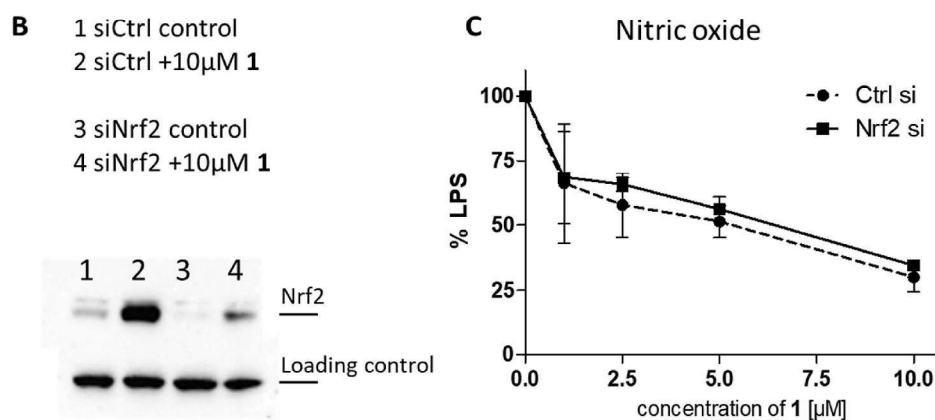 B
1 siCtrl control
2 siCtrl +10µM 1
3 siNrf2 control
4 siNrf2 +10µM 1
1 2 3 4
Nrf2
Loading control
C
Nitric oxide
Ctrl si
Nrf2 si
% LPS
100
75
50
25
0
0.0 2.5 5.0 7.5 10.0
concentration of 1 [µM]